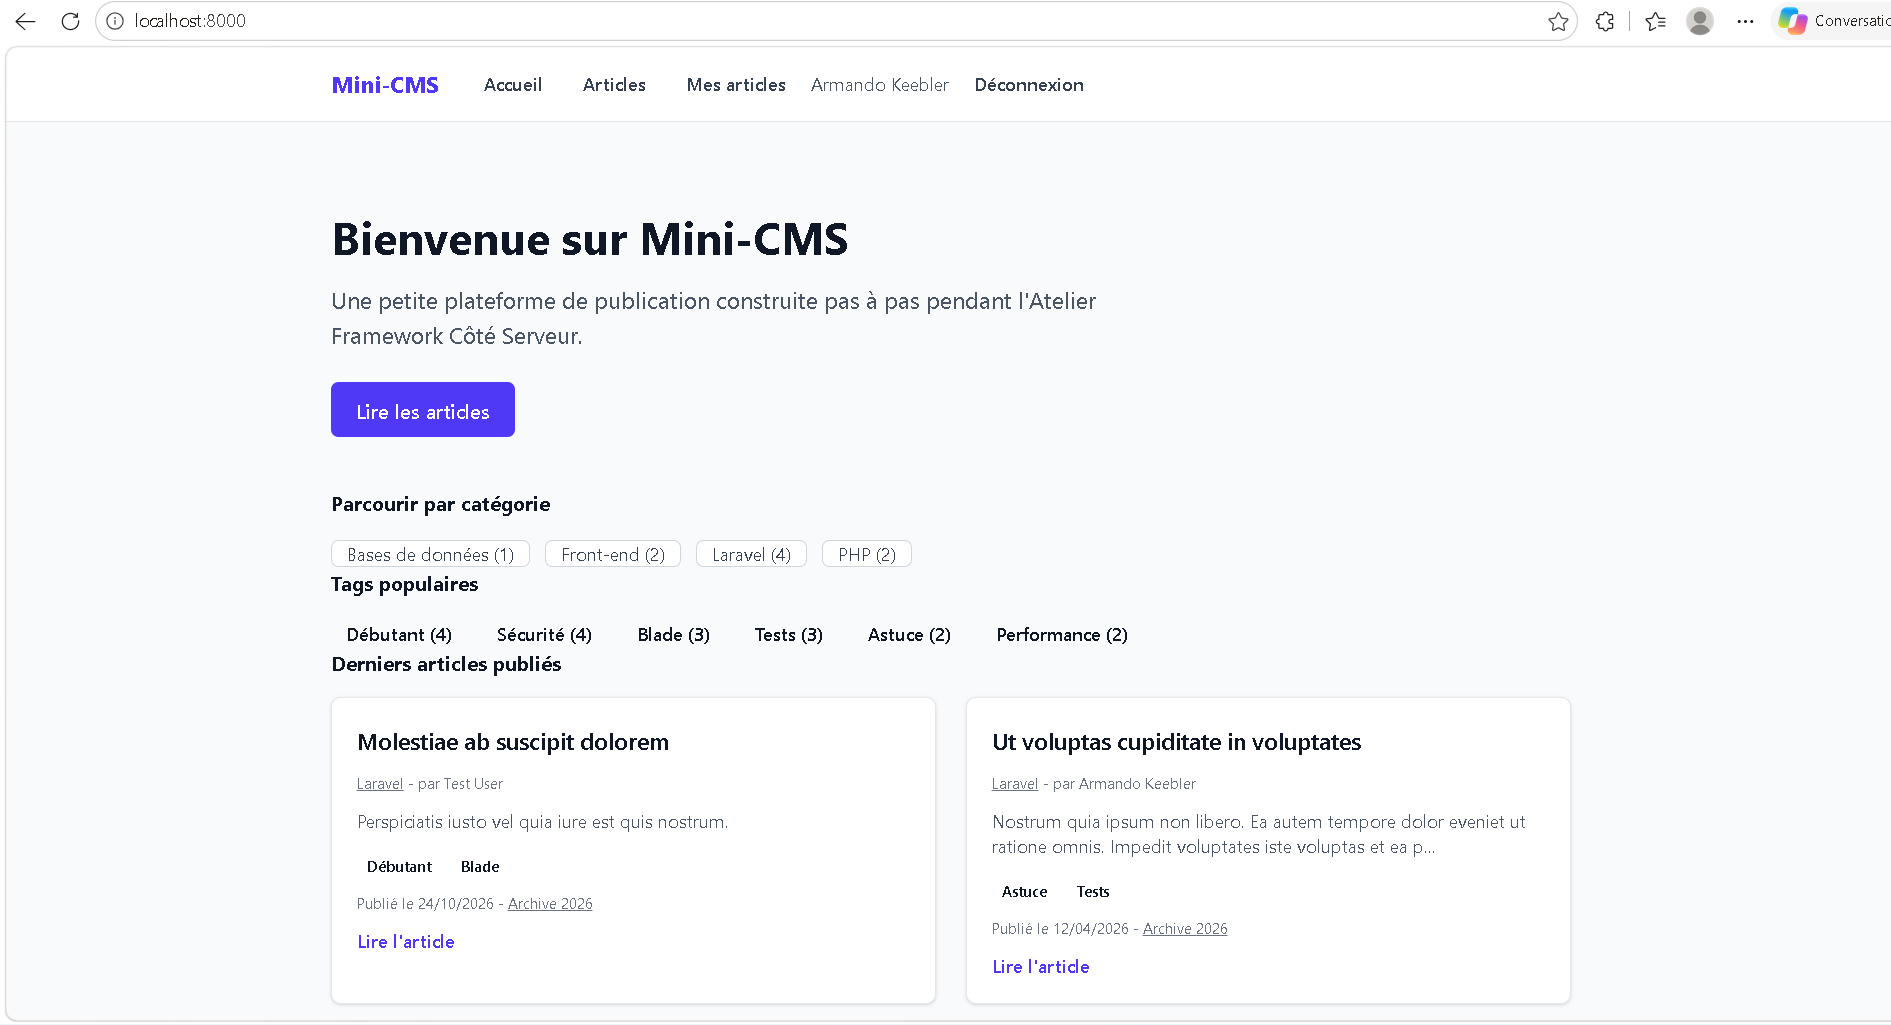 localhost:8000
Conversatio
Mini-CMS Accueil Articles Mes articles Armando Keebler Déconnexion
Bienvenue sur Mini-CMS
Une petite plateforme de publication construite pas à pas pendant l'Atelier
Framework Côté Serveur.
Lire les articles
Parcourir par catégorie
Bases de données (1) Front-end (2) Laravel (4) PHP (2)
Tags populaires
Débutant (4) Sécurité (4) Blade (3) Tests (3) Astuce (2) Performance (2)
Derniers articles publiés
Molestiae ab suscipit dolorem
Laravel - par Test User
Perspiciatis iusto vel quia iure est quis nostrum.
Débutant Blade
Publié le 24/10/2026 - Archive 2026
Lire l'article
Ut voluptas cupiditate in voluptates
Laravel - par Armando Keebler
Nostrum quia ipsum non libero. Ea autem tempore dolor eveniet ut
ratione omnis. Impedit voluptates iste voluptas et ea p...
Astuce Tests
Publié le 12/04/2026 - Archive 2026
Lire l'article